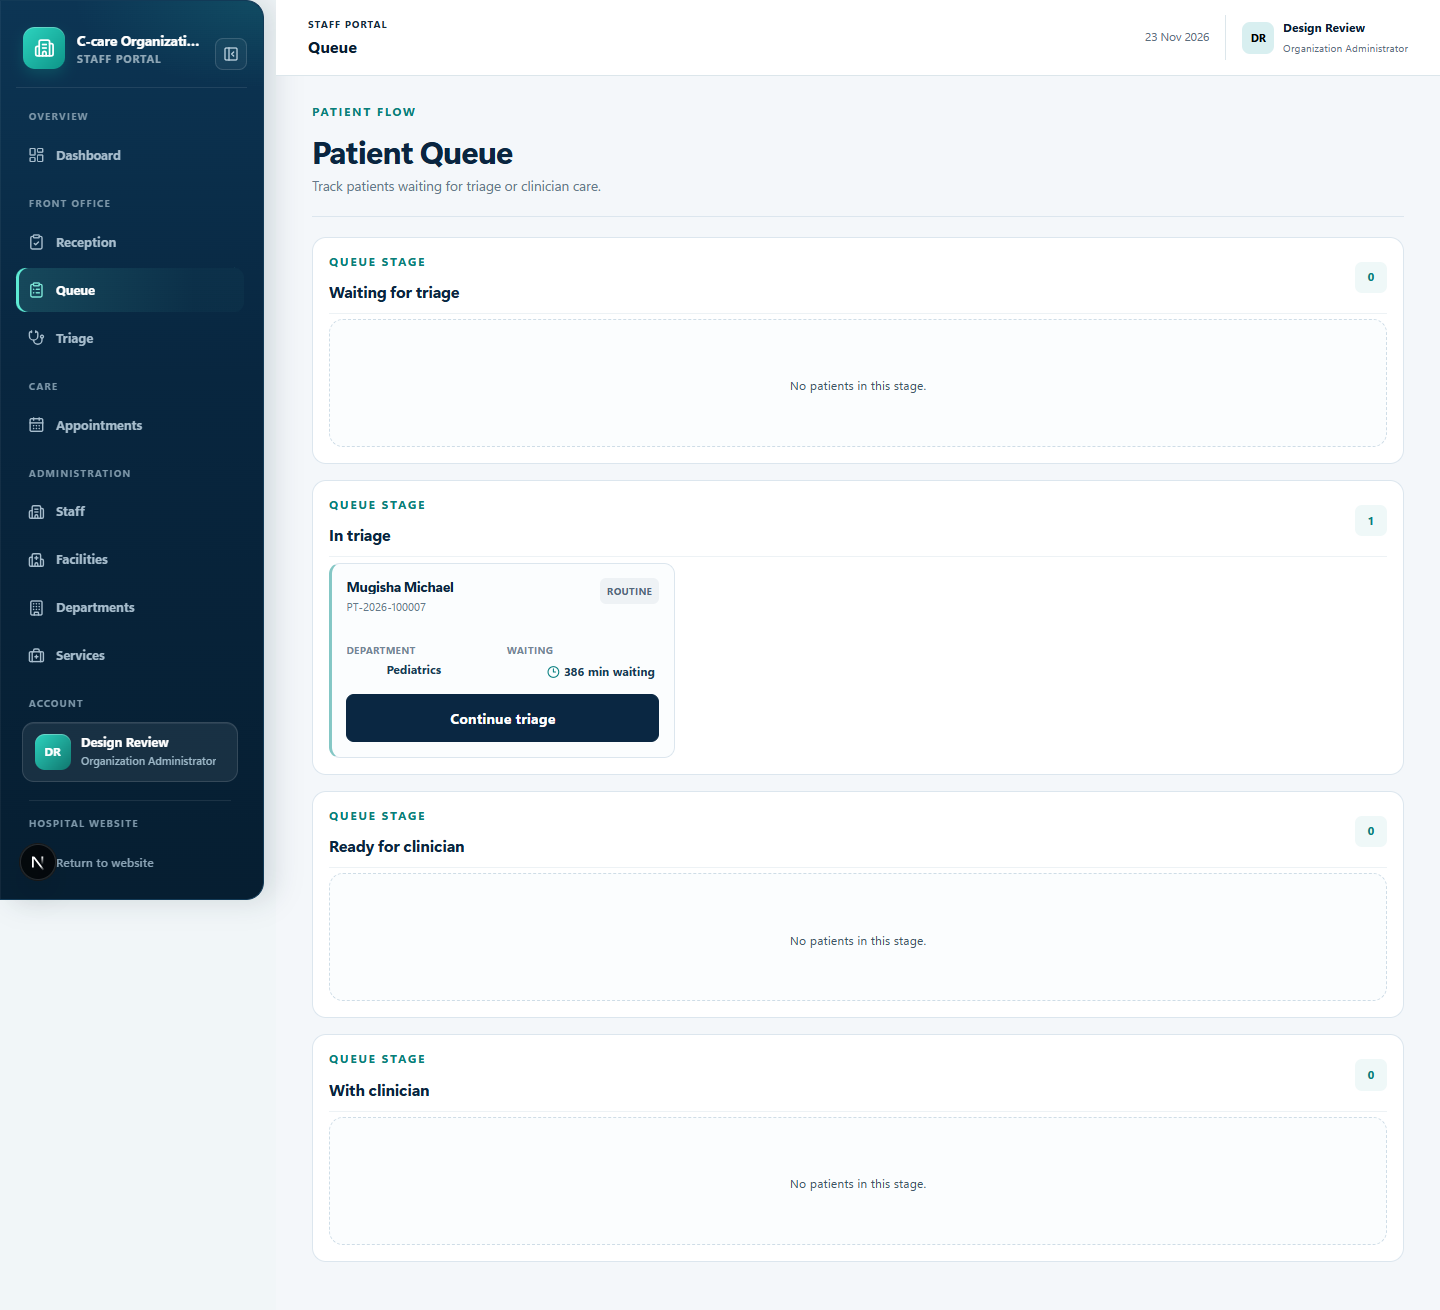 C-care Organizati...
STAFF PORTAL
OVERVIEW
Dashboard
FRONT OFFICE
Reception
Queue
Triage
CARE
Appointments
ADMINISTRATION
Staff
Facilities
Departments
Services
ACCOUNT
DR
Design Review
Organization Administrator
HOSPITAL WEBSITE
N
Return to website
STAFF PORTAL
Queue
23 Nov 2026
DR
Design Review
Organization Administrator
PATIENT FLOW
Patient Queue
Track patients waiting for triage or clinician care.
QUEUE STAGE
Waiting for triage
0
No patients in this stage.
QUEUE STAGE
In triage
1
Mugisha Michael
PT-2026-100007
ROUTINE
DEPARTMENT
Pediatrics
WAITING
386 min waiting
Continue triage
QUEUE STAGE
Ready for clinician
0
No patients in this stage.
QUEUE STAGE
With clinician
0
No patients in this stage.